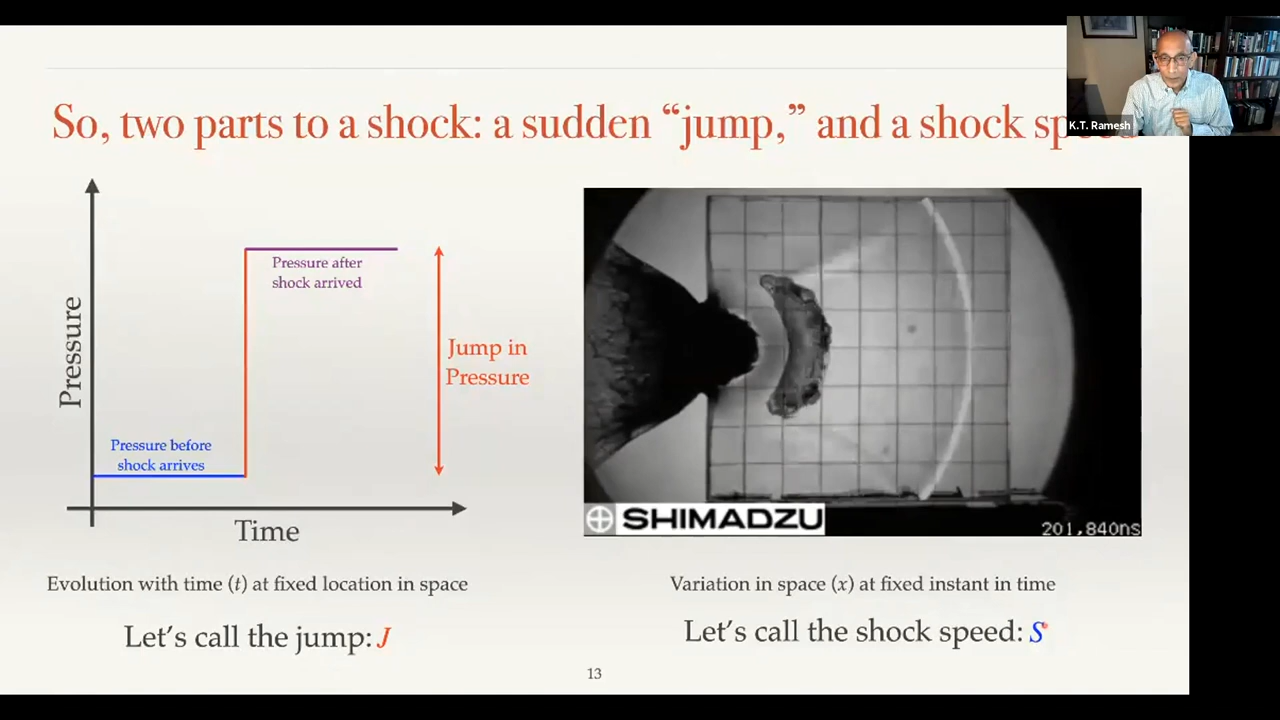 So, two parts to a shock: a sudden “jump,” and a shock
K.T. Ramesh
Pressure
Pressure after
shock arrived
Jump in
Pressure
Pressure before
shock arrives
Time
SHIMADZU
201,840nS
Evolution with time (t) at fixed location in space
Variation in space (x) at fixed instant in time
Let’s call the jump: J
Let’s call the shock speed: S
13